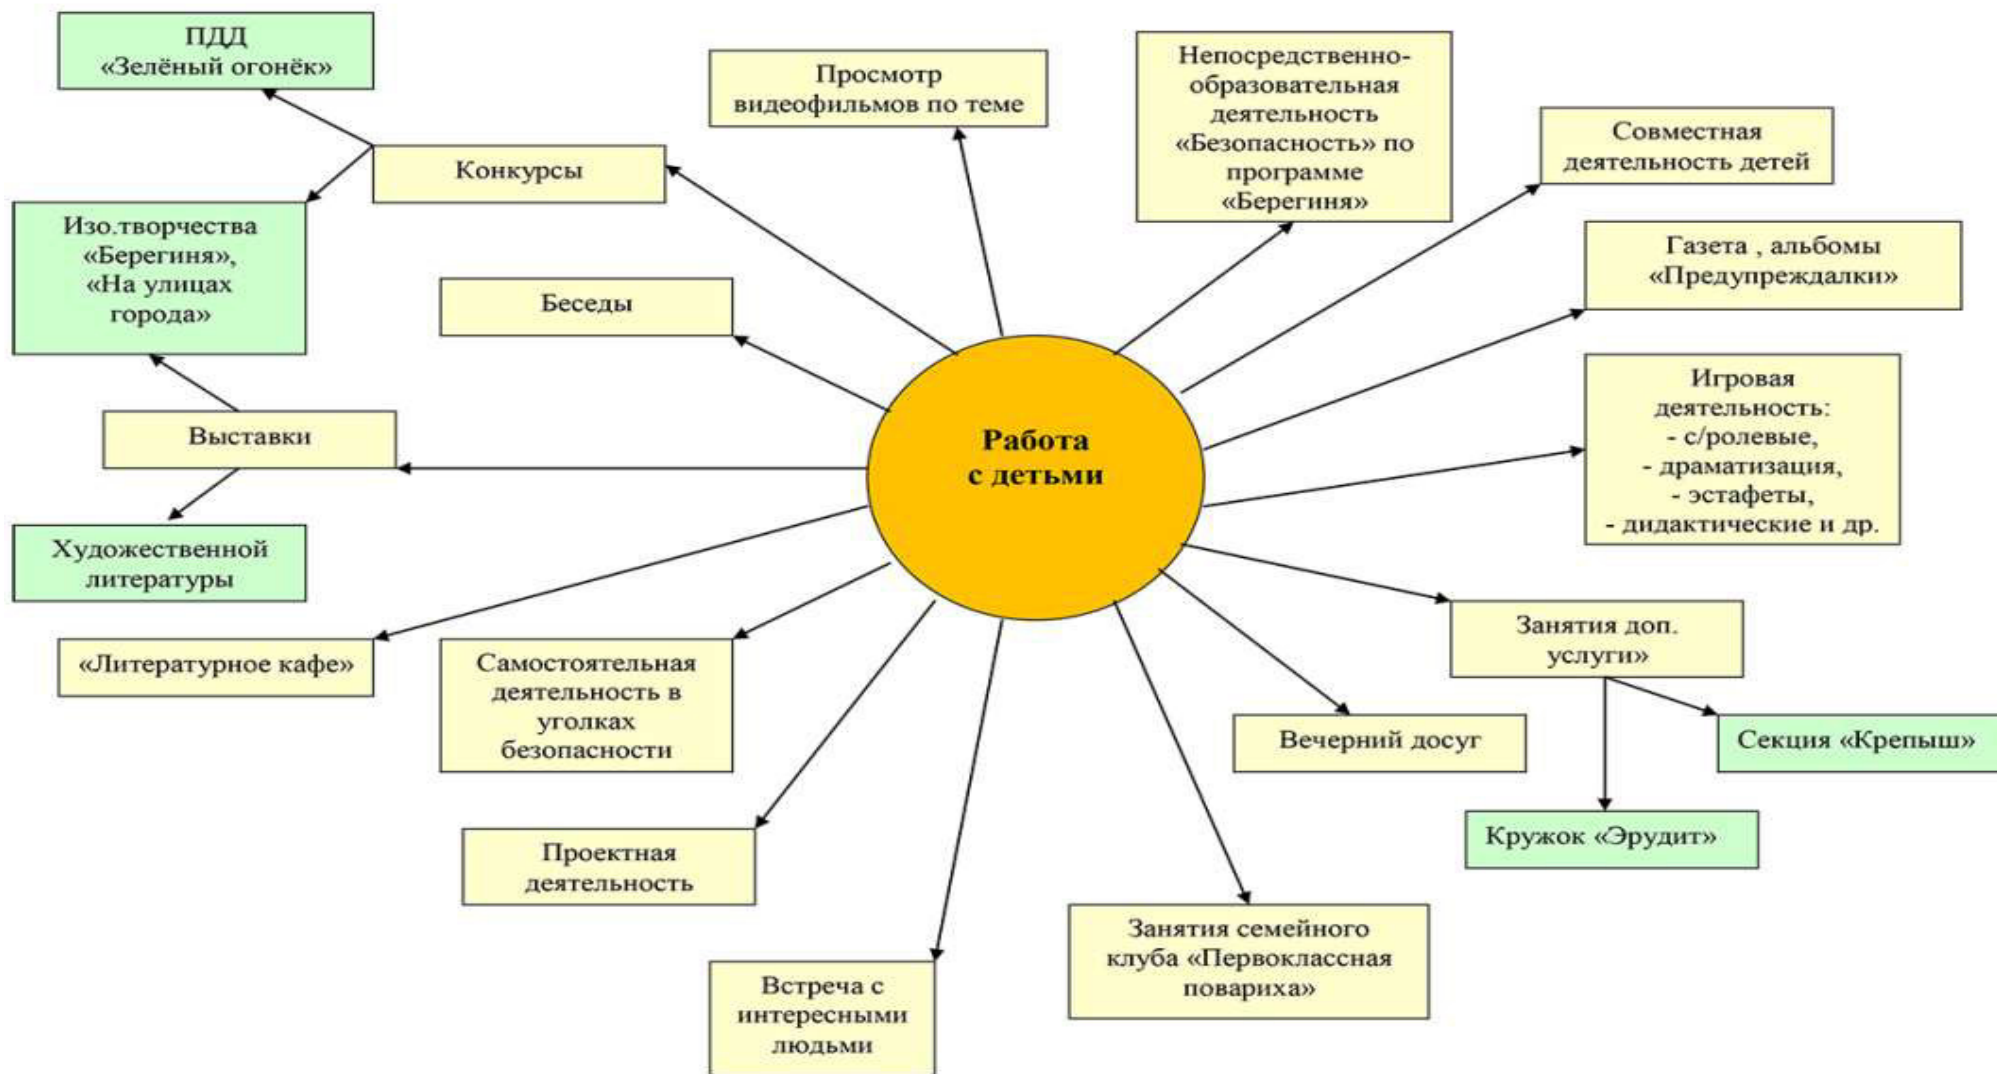 ПДД
«Зелёный огонёк»
Просмотр
видеофильмов по теме
Непосредственно-
образовательная
деятельность
«Безопасность» по
программе
«Берегиня»
Совместная
деятельность детей
Конкурсы
Изо.творчества
«Берегиня»,
«На улицах
города»
Газета , альбомы
«Предупреждалки»
Беседы
Игровая
деятельность:
- с/ролевые,
- драматизация,
- эстафеты,
- дидактические и др.
Выставки
Работа
с детьми
Художественной
литературы
«Литературное кафе»
Самостоятельная
деятельность в
уголках
безопасности
Занятия доп.
услуги»
Вечерний досуг
Секция «Крепыш»
Кружок «Эрудит»
Проектная
деятельность
Занятия семейного
клуба «Первоклассная
повариха»
Встреча с
интересными
людьми